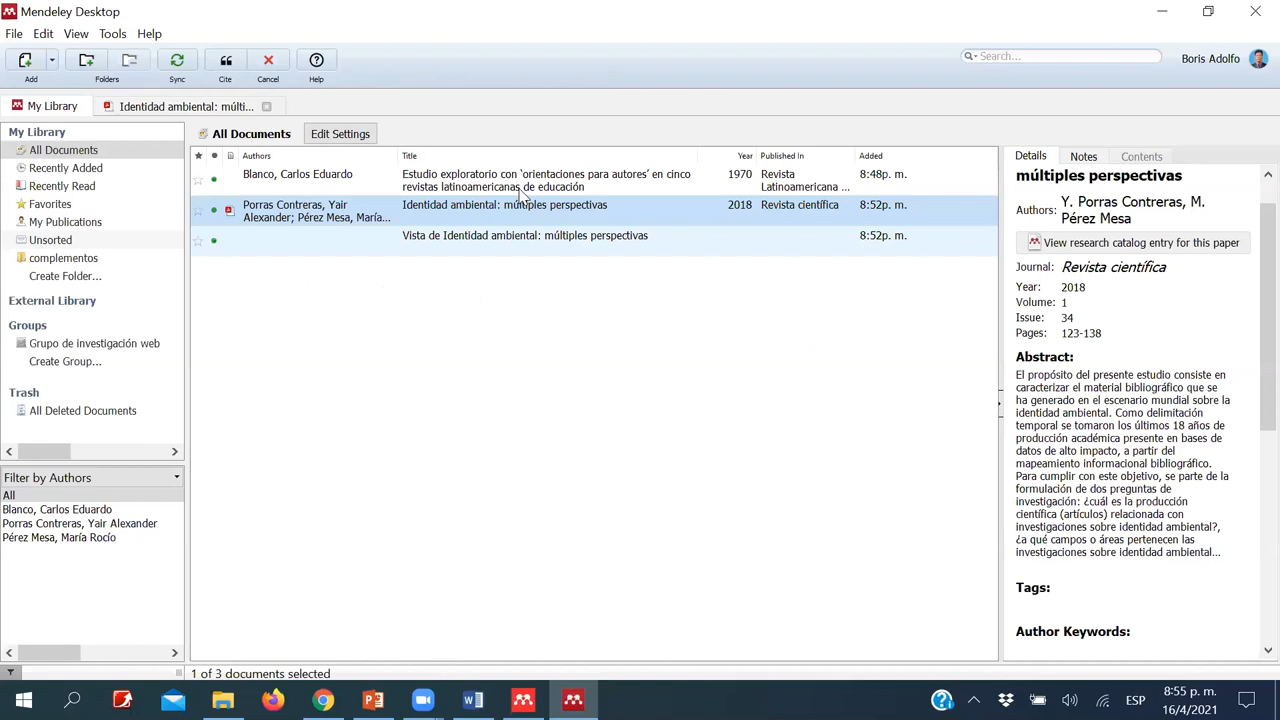 Mendeley Desktop
File Edit View Tools Help
Add Folders Sync Cite Cancel Help
Search...
Boris Adolfo
My Library
Identidad ambiental: múlti...
My Library
All Documents
Recently Added
Recently Read
Favorites
My Publications
Unsorted
complementos
Create Folder...
External Library
Groups
Grupo de investigación web
Create Group...
Trash
All Deleted Documents
Filter by Authors
All
Blanco, Carlos Eduardo
Porras Contreras, Yair Alexander
Pérez Mesa, María Rocío
All Documents Edit Settings
Authors Title Year Published In Added
Blanco, Carlos Eduardo Estudio exploratorio con ‘orientaciones para autores’ en cinco 1970 Revista 8:48p. m.
revistas latinoamericanas de educación Latinoamericana ...
Porras Contreras, Yair Identidad ambiental: múltiples perspectivas 2018 Revista científica 8:52p. m.
Alexander; Pérez Mesa, María...
Vista de Identidad ambiental: múltiples perspectivas 8:52p. m.
1 of 3 documents selected
Details Notes Contents
múltiples perspectivas
Authors: Y. Porras Contreras, M.
Pérez Mesa
View research catalog entry for this paper
Journal: Revista científica
Year: 2018
Volume: 1
Issue: 34
Pages: 123-138
Abstract:
El propósito del presente estudio consiste en
caracterizar el material bibliográfico que se
ha generado en el escenario mundial sobre la
identidad ambiental. Como delimitación
temporal se tomaron los últimos 18 años de
producción académica presente en bases de
datos de alto impacto, a partir del
mapeamiento informacional bibliográfico.
Para cumplir con este objetivo, se parte de la
formulación de dos preguntas de
investigación: ¿cuál es la producción
científica (artículos) relacionada con
investigaciones sobre identidad ambiental?,
¿a qué campos o áreas pertenecen las
investigaciones sobre identidad ambiental...
Tags:
Author Keywords:
ESP
8:55 p. m.
16/4/2021